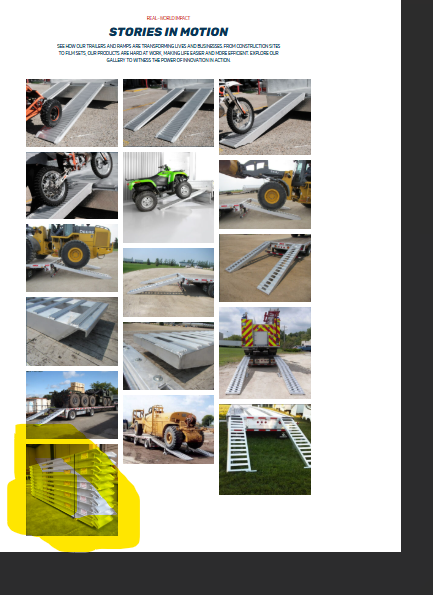 REAL-WORLD IMPACT
STORIES IN MOTION
SEE HOW OUR TRAILERS AND RAMPS ARE TRANSFORMING LIVES AND BUSINESSES. FROM CONSTRUCTION SITES
TO FILM SETS, OUR PRODUCTS ARE HARD AT WORK, MAKING LIFE EASIER AND MORE EFFICIENT. EXPLORE OUR
GALLERY TO WITNESS THE POWER OF INNOVATION IN ACTION.